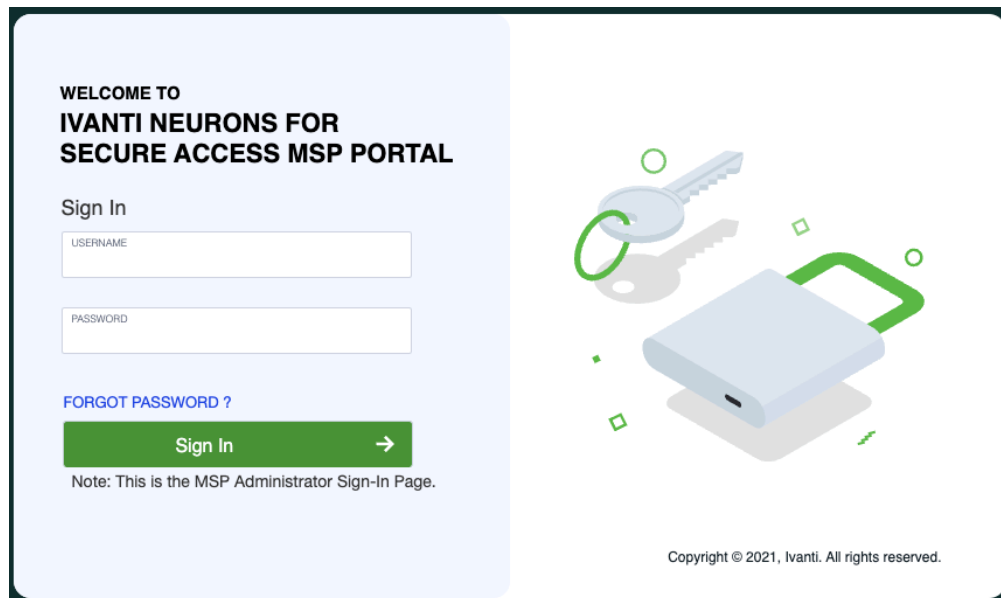 WELCOME TO
IVANTI NEURONS FOR
SECURE ACCESS MSP PORTAL
Sign In
USERNAME
PASSWORD
FORGOT PASSWORD ?
Sign In
Note: This is the MSP Administrator Sign-In Page.
Copyright © 2021, Ivanti. All rights reserved.